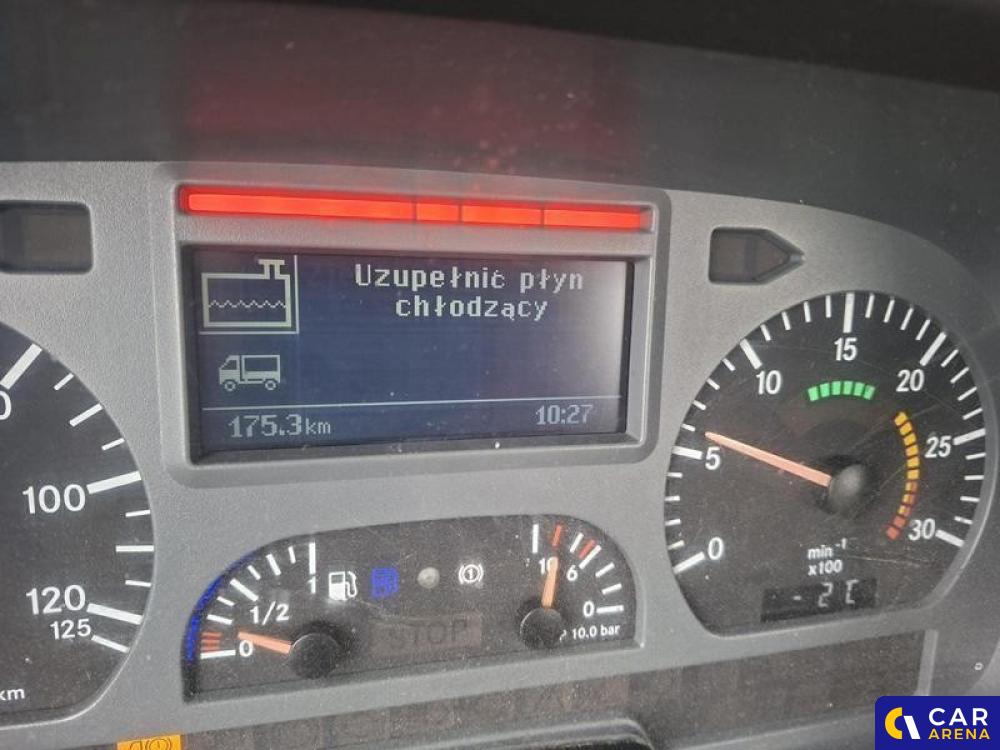 Uzupełnić płyn
chłodzący
175.3km
10:27
100
120
125
km
1/2
0
1
STOP
10
6
0
10.0 bar
0
5
10
15
20
25
30
min⁻¹
x100
- 2 C
CAR
ARENA